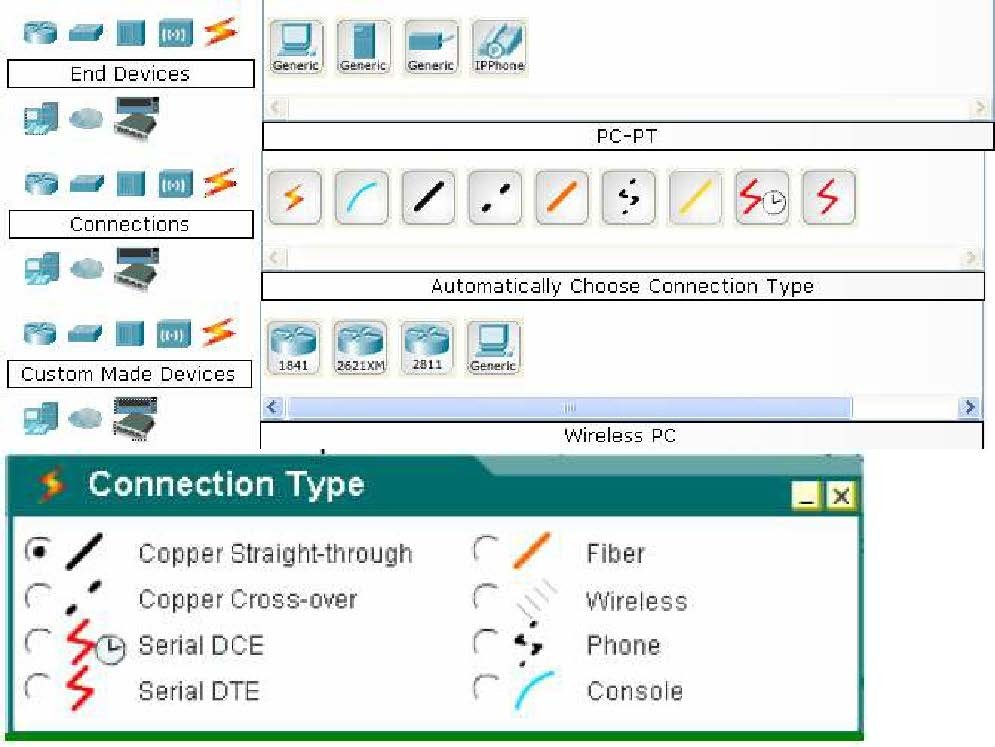 Generic Generic Generic IPPhone
End Devices
PC-PT
Connections
Automatically Choose Connection Type
1841 2621XM 2811 Generic
Custom Made Devices
Wireless PC
Connection Type
Copper Straight-through Fiber
Copper Cross-over Wireless
Serial DCE Phone
Serial DTE Console